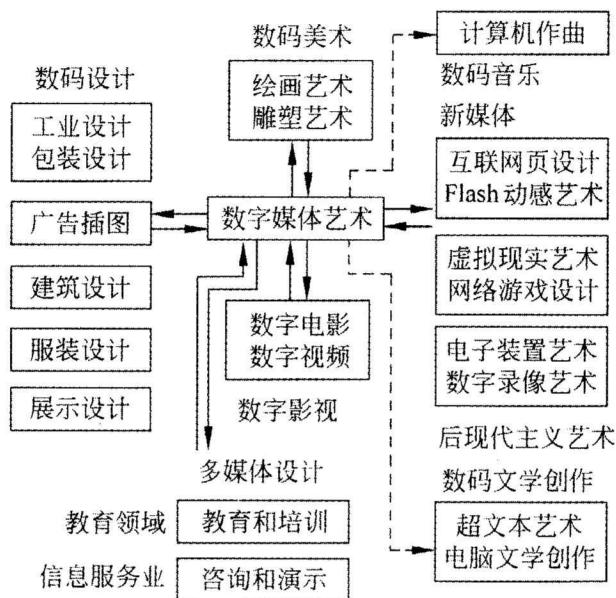 数码美术
计算机作曲
数码设计
绘画艺术
雕塑艺术
数码音乐
工业设计
包装设计
新媒体
互联网页设计
Flash动感艺术
广告插图
数字媒体艺术
虚拟现实艺术
网络游戏设计
建筑设计
数字电影
数字视频
服装设计
电子装置艺术
数字录像艺术
展示设计
数字影视
后现代主义艺术
多媒体设计
数码文学创作
教育领域
教育和培训
超文本艺术
电脑文学创作
信息服务业
咨询和演示